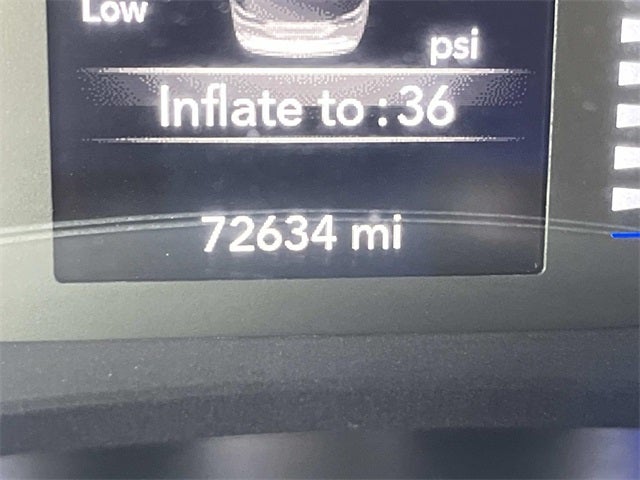 Low
psi
Inflate to : 36
72634 mi